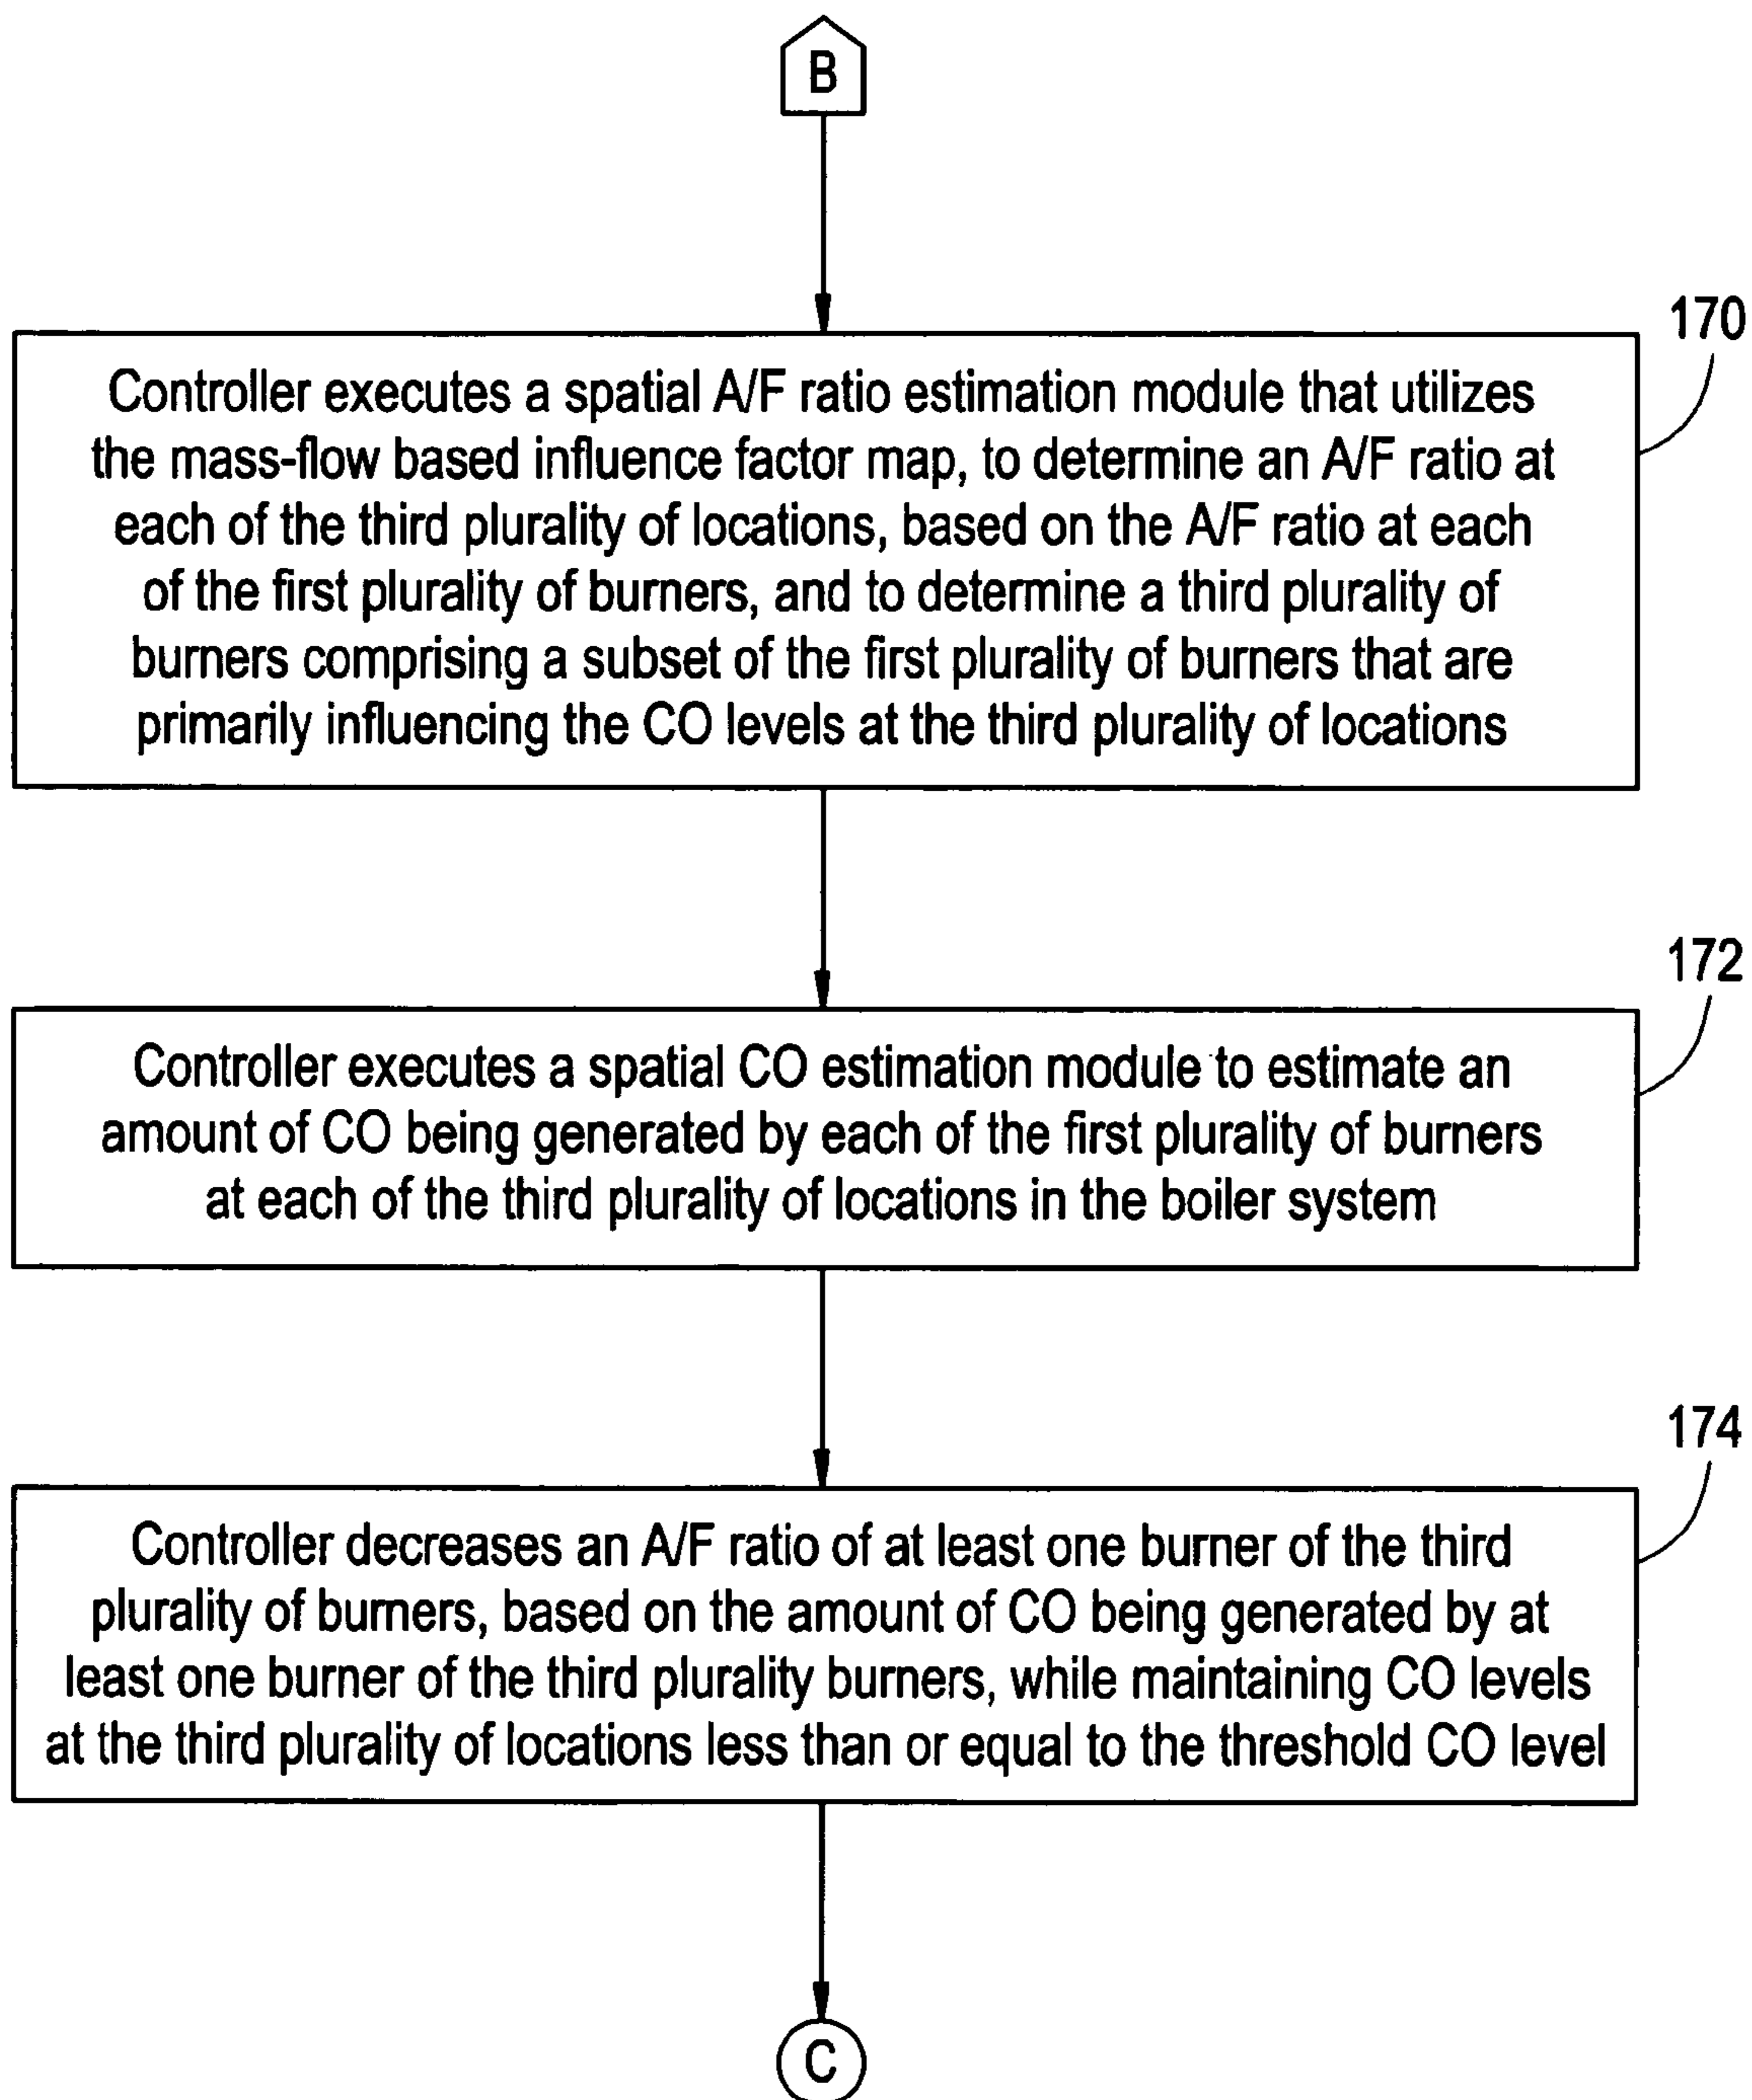 B
170
Controller executes a spatial A/F ratio estimation module that utilizes
the mass-flow based influence factor map, to determine an A/F ratio at
each of the third plurality of locations, based on the A/F ratio at each
of the first plurality of burners, and to determine a third plurality of
burners comprising a subset of the first plurality of burners that are
primarily influencing the CO levels at the third plurality of locations
172
Controller executes a spatial CO estimation module to estimate an
amount of CO being generated by each of the first plurality of burners
at each of the third plurality of locations in the boiler system
174
Controller decreases an A/F ratio of at least one burner of the third
plurality of burners, based on the amount of CO being generated by at
least one burner of the third plurality burners, while maintaining CO levels
at the third plurality of locations less than or equal to the threshold CO level
C